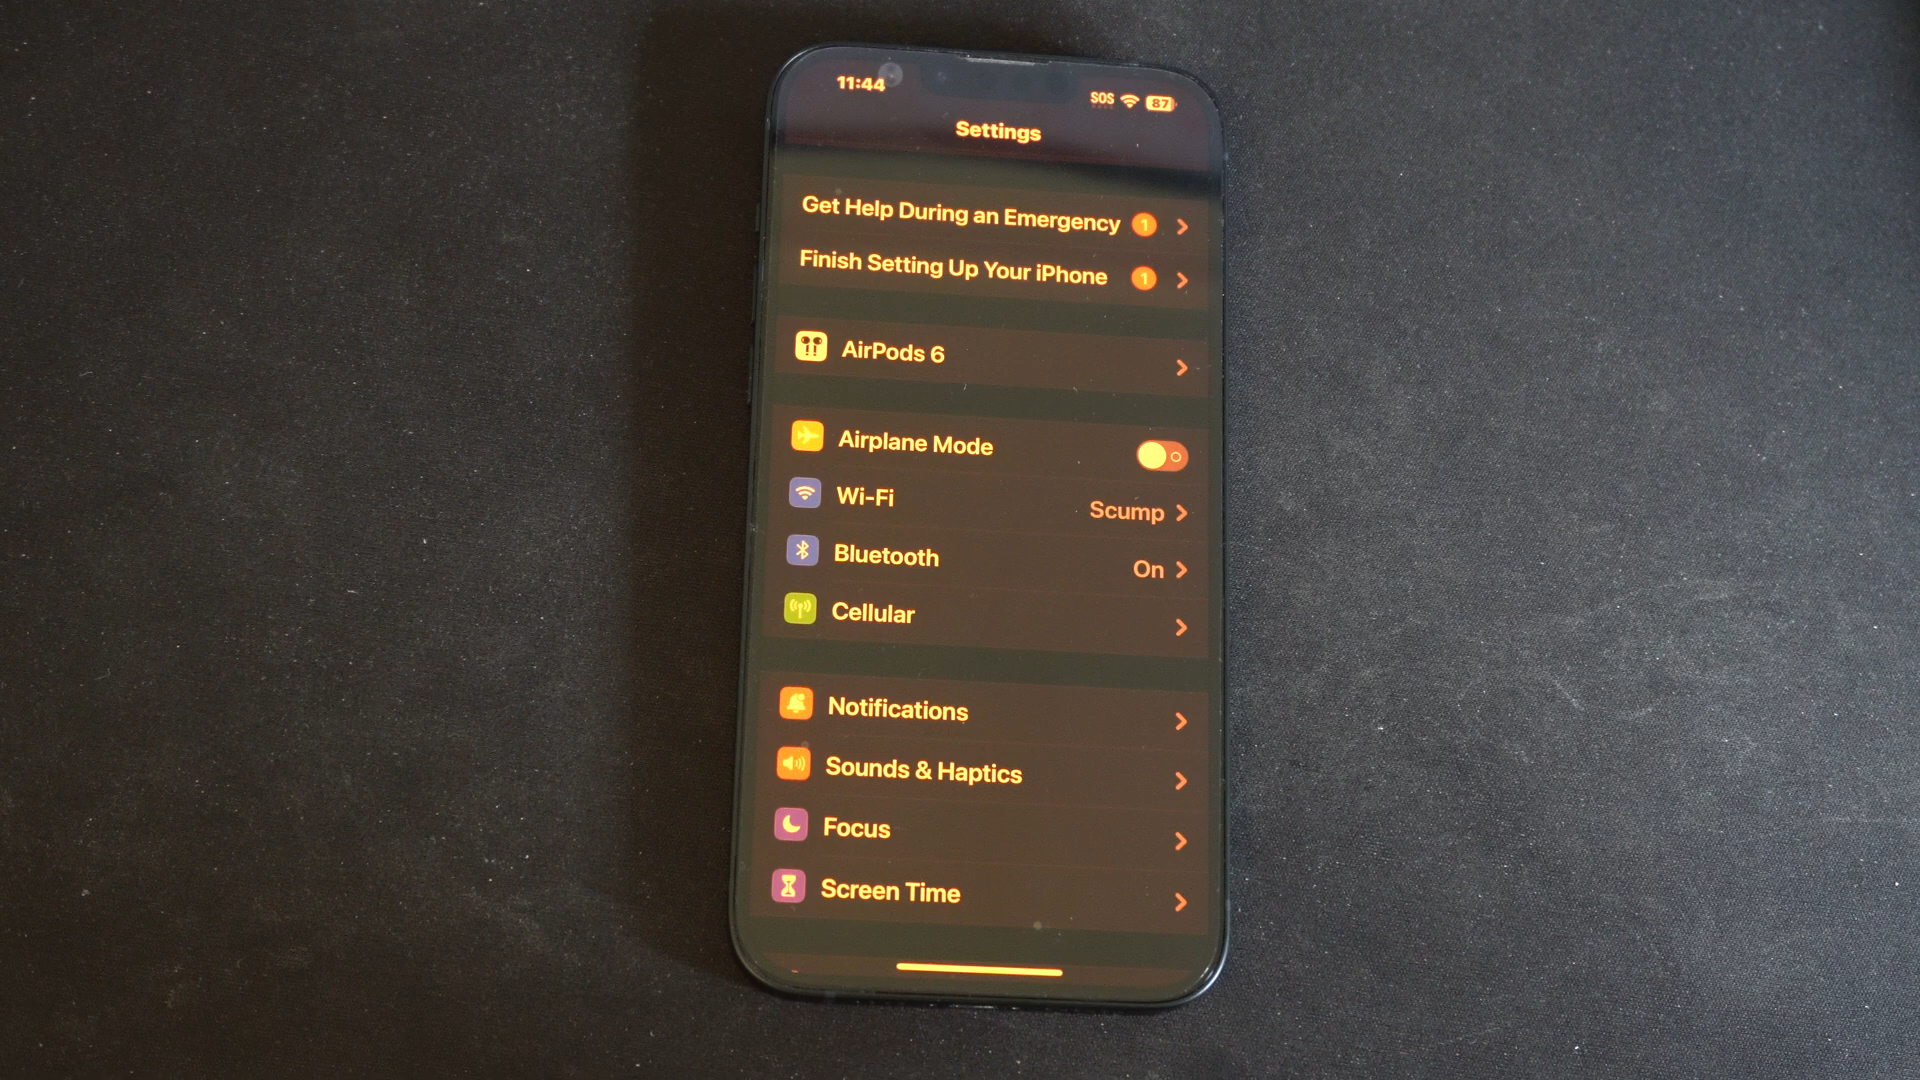 11:44
SOS 87
Settings
Get Help During an Emergency 1
Finish Setting Up Your iPhone 1
AirPods 6
Airplane Mode
Wi-Fi Scump
Bluetooth On
Cellular
Notifications
Sounds & Haptics
Focus
Screen Time